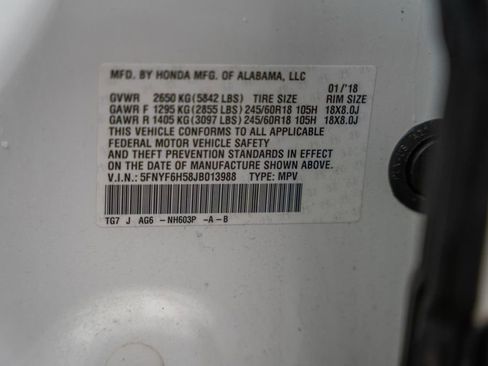 MFD. BY HONDA MFG. OF ALABAMA, LLC
01/'18
GVWR 2650 KG (5842 LBS) TIRE SIZE RIM SIZE
GAWR F 1295 KG (2855 LBS) 245/60R18 105H 18X8.0J
GAWR R 1405 KG (3097 LBS) 245/60R18 105H 18X8.0J
THIS VEHICLE CONFORMS TO ALL APPLICABLE
FEDERAL MOTOR VEHICLE SAFETY
AND THEFT PREVENTION STANDARDS IN EFFECT
ON THE DATE OF MANUFACTURE SHOWN ABOVE.
V.I.N.: 5FNYF6H58JB013988 TYPE: MPV
TG7 J AG6 -NH603P -A-B